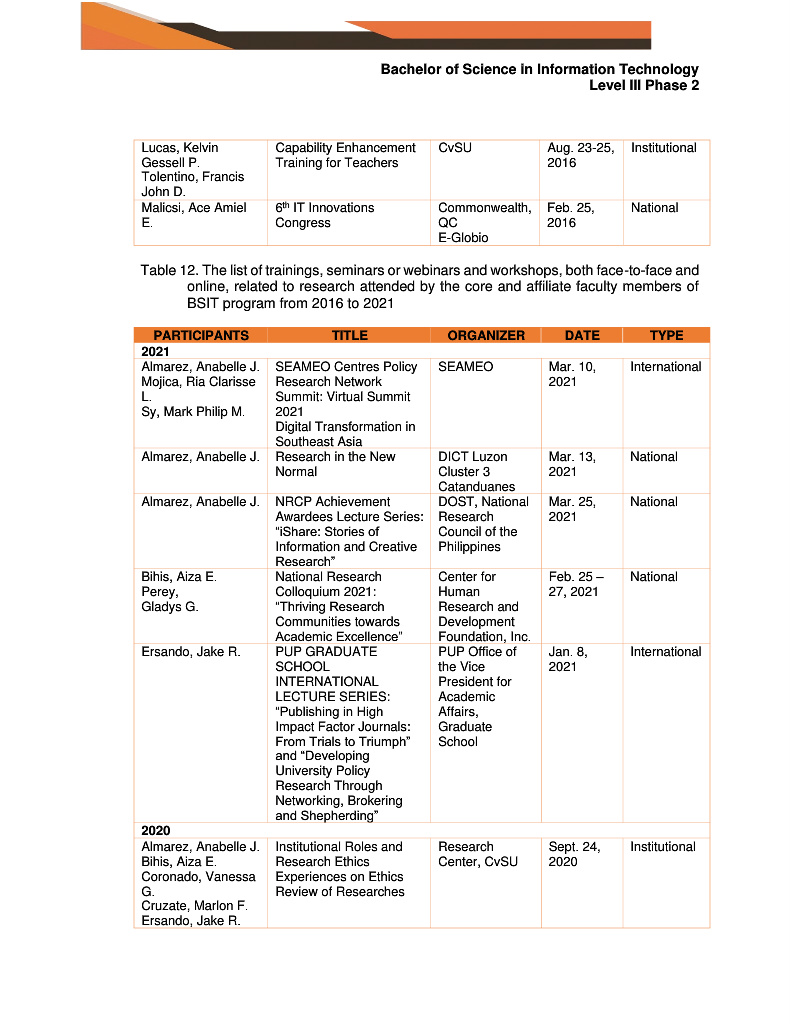 Bachelor of Science in Information Technology
Level III Phase 2
Lucas, Kelvin
Gessell P.
Tolentino, Francis
John D.
Capability Enhancement
Training for Teachers
CvSU
Aug. 23-25,
2016
Institutional
Malicsi, Ace Amiel
E.
6th IT Innovations
Congress
Commonwealth,
QC
E-Globio
Feb. 25,
2016
National
Table 12. The list of trainings, seminars or webinars and workshops, both face-to-face and
online, related to research attended by the core and affiliate faculty members of
BSIT program from 2016 to 2021
PARTICIPANTS TITLE ORGANIZER DATE TYPE
2021
Almarez, Anabelle J.
Mojica, Ria Clarisse
L.
Sy, Mark Philip M.
SEAMEO Centres Policy
Research Network
Summit: Virtual Summit
2021
Digital Transformation in
Southeast Asia
SEAMEO
Mar. 10,
2021
International
Almarez, Anabelle J.
Research in the New
Normal
DICT Luzon
Cluster 3
Catanduanes
Mar. 13,
2021
National
Almarez, Anabelle J.
NRCP Achievement
Awardees Lecture Series:
“iShare: Stories of
Information and Creative
Research”
DOST, National
Research
Council of the
Philippines
Mar. 25,
2021
National
Bihis, Aiza E.
Perey,
Gladys G.
National Research
Colloquium 2021:
“Thriving Research
Communities towards
Academic Excellence”
Center for
Human
Research and
Development
Foundation, Inc.
Feb. 25 –
27, 2021
National
Ersando, Jake R.
PUP GRADUATE
SCHOOL
INTERNATIONAL
LECTURE SERIES:
“Publishing in High
Impact Factor Journals:
From Trials to Triumph”
and “Developing
University Policy
Research Through
Networking, Brokering
and Shepherding”
PUP Office of
the Vice
President for
Academic
Affairs,
Graduate
School
Jan. 8,
2021
International
2020
Almarez, Anabelle J.
Bihis, Aiza E.
Coronado, Vanessa
G.
Cruzate, Marlon F.
Ersando, Jake R.
Institutional Roles and
Research Ethics
Experiences on Ethics
Review of Researches
Research
Center, CvSU
Sept. 24,
2020
Institutional